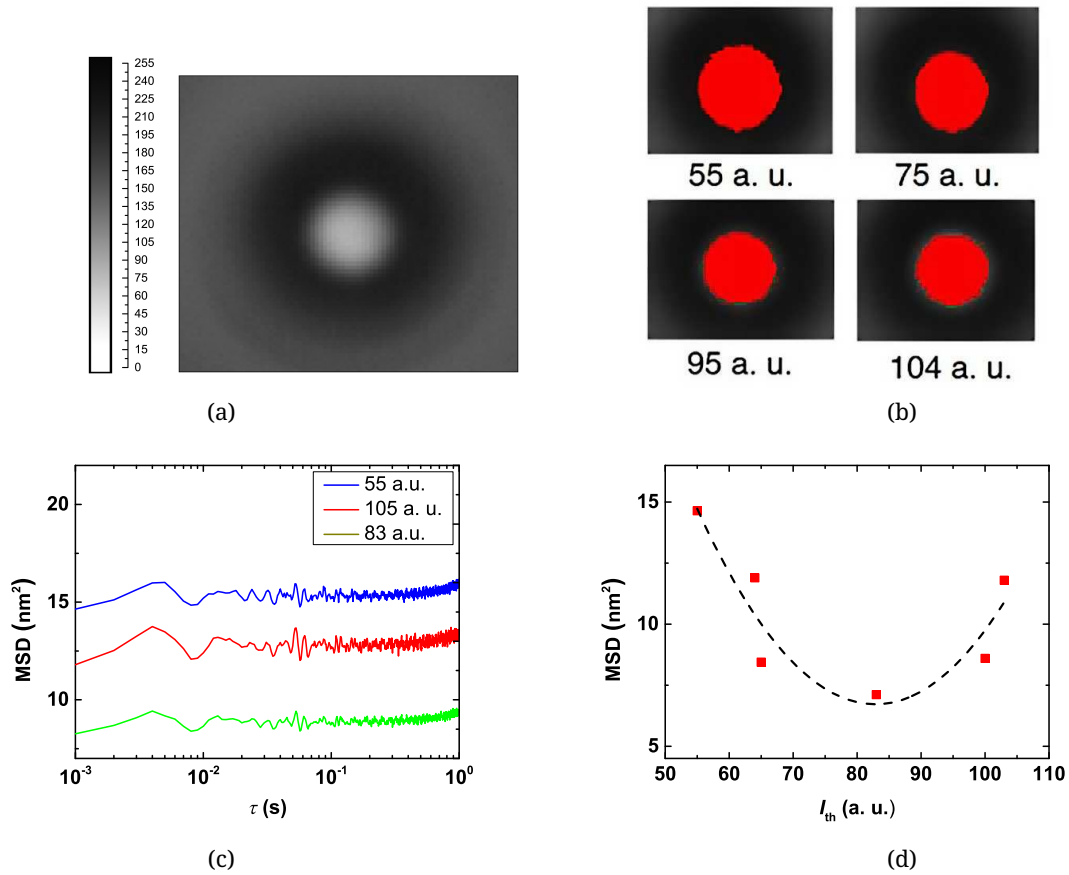 255
240
225
210
195
180
165
150
135
120
105
90
75
60
45
30
15
0
(a)
55 a. u.
75 a. u.
95 a. u.
104 a. u.
(b)
MSD (nm²)
20
15
10
55 a.u.
105 a. u.
83 a.u.
10⁻³ 10⁻² 10⁻¹ 10⁰
τ (s)
(c)
MSD (nm²)
15
10
5
50 60 70 80 90 100 110
I_th (a. u.)
(d)